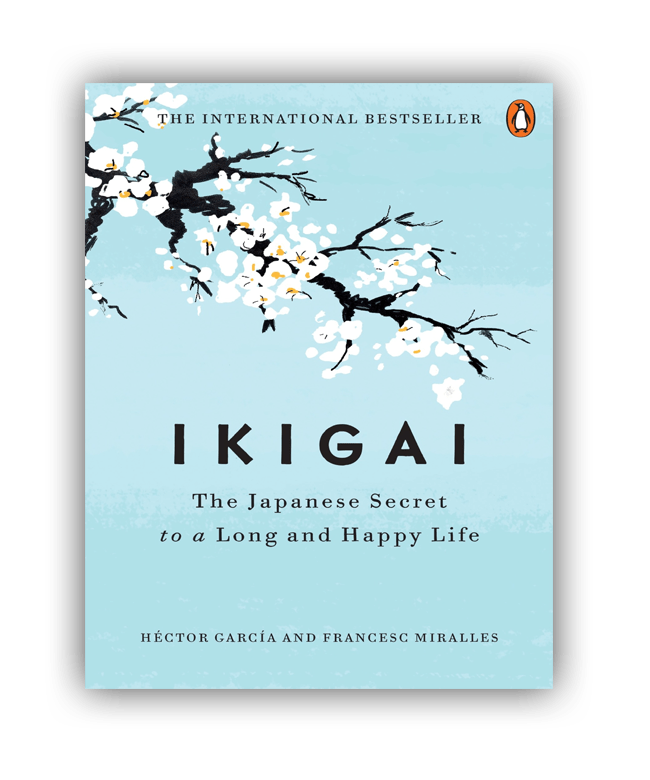 THE INTERNATIONAL BESTSELLER
IKIGAI
The Japanese Secret
to a Long and Happy Life
HÉCTOR GARCÍA AND FRANCESC MIRALLES